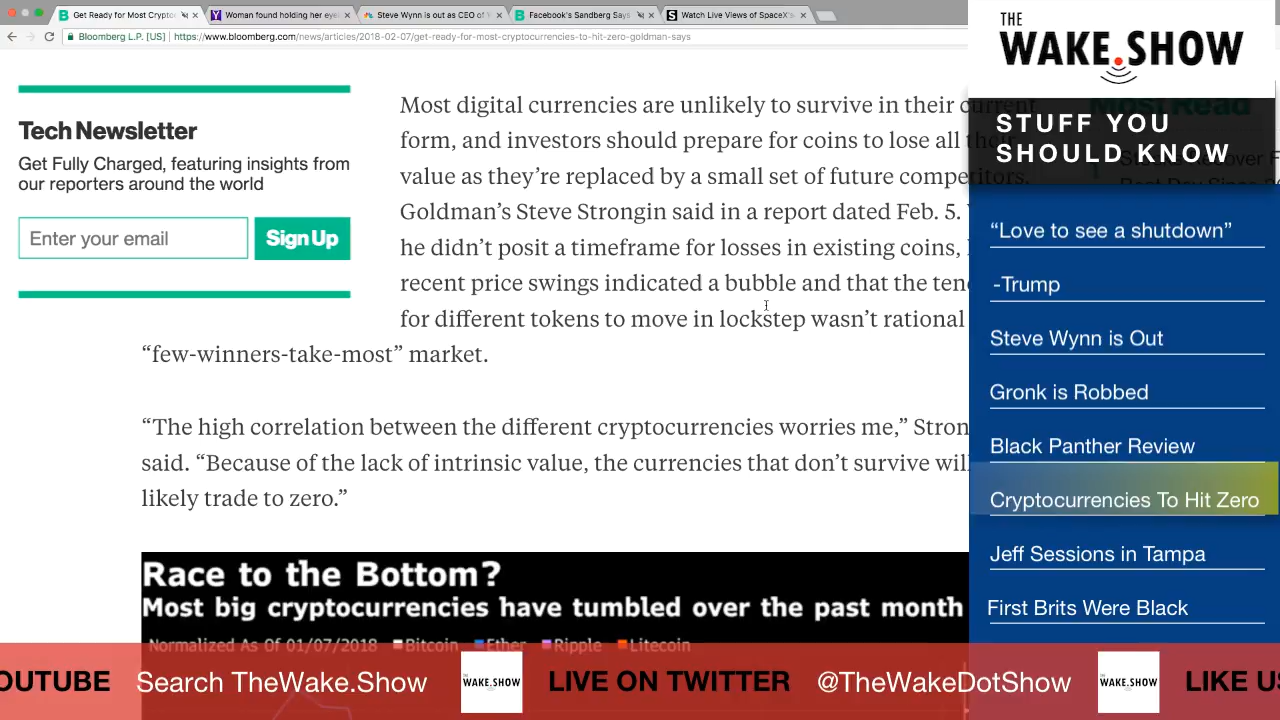 Get Ready for Most Crypto
Woman found holding her eye
Steve Wynn is out as CEO of
Facebook's Sandberg Says
Watch Live Views of SpaceX's
Bloomberg L.P. [US] | https://www.bloomberg.com/news/articles/2018-02-07/get-ready-for-most-cryptocurrencies-to-hit-zero-goldman-says
Tech Newsletter
Get Fully Charged, featuring insights from
our reporters around the world
Enter your email
Sign Up
Most digital currencies are unlikely to survive in their current
form, and investors should prepare for coins to lose all their
value as they’re replaced by a small set of future competitors,
Goldman’s Steve Strongin said in a report dated Feb. 5.
he didn’t posit a timeframe for losses in existing coins,
recent price swings indicated a bubble and that the
for different tokens to move in lockstep wasn’t rational
“few-winners-take-most” market.
“The high correlation between the different cryptocurrencies worries me,” Stron
said. “Because of the lack of intrinsic value, the currencies that don’t survive will
likely trade to zero.”
Race to the Bottom?
Most big cryptocurrencies have tumbled over the past month
Normalized As Of 01/07/2018 Bitcoin Ether Ripple Litecoin
THE
WAKE.SHOW
Most Read
STUFF YOU
SHOULD KNOW
“Love to see a shutdown”
-Trump
Steve Wynn is Out
Gronk is Robbed
Black Panther Review
Cryptocurrencies To Hit Zero
Jeff Sessions in Tampa
First Brits Were Black
OUTUBE Search TheWake.Show THE WAKE.SHOW LIVE ON TWITTER @TheWakeDotShow THE WAKE.SHOW LIKE US